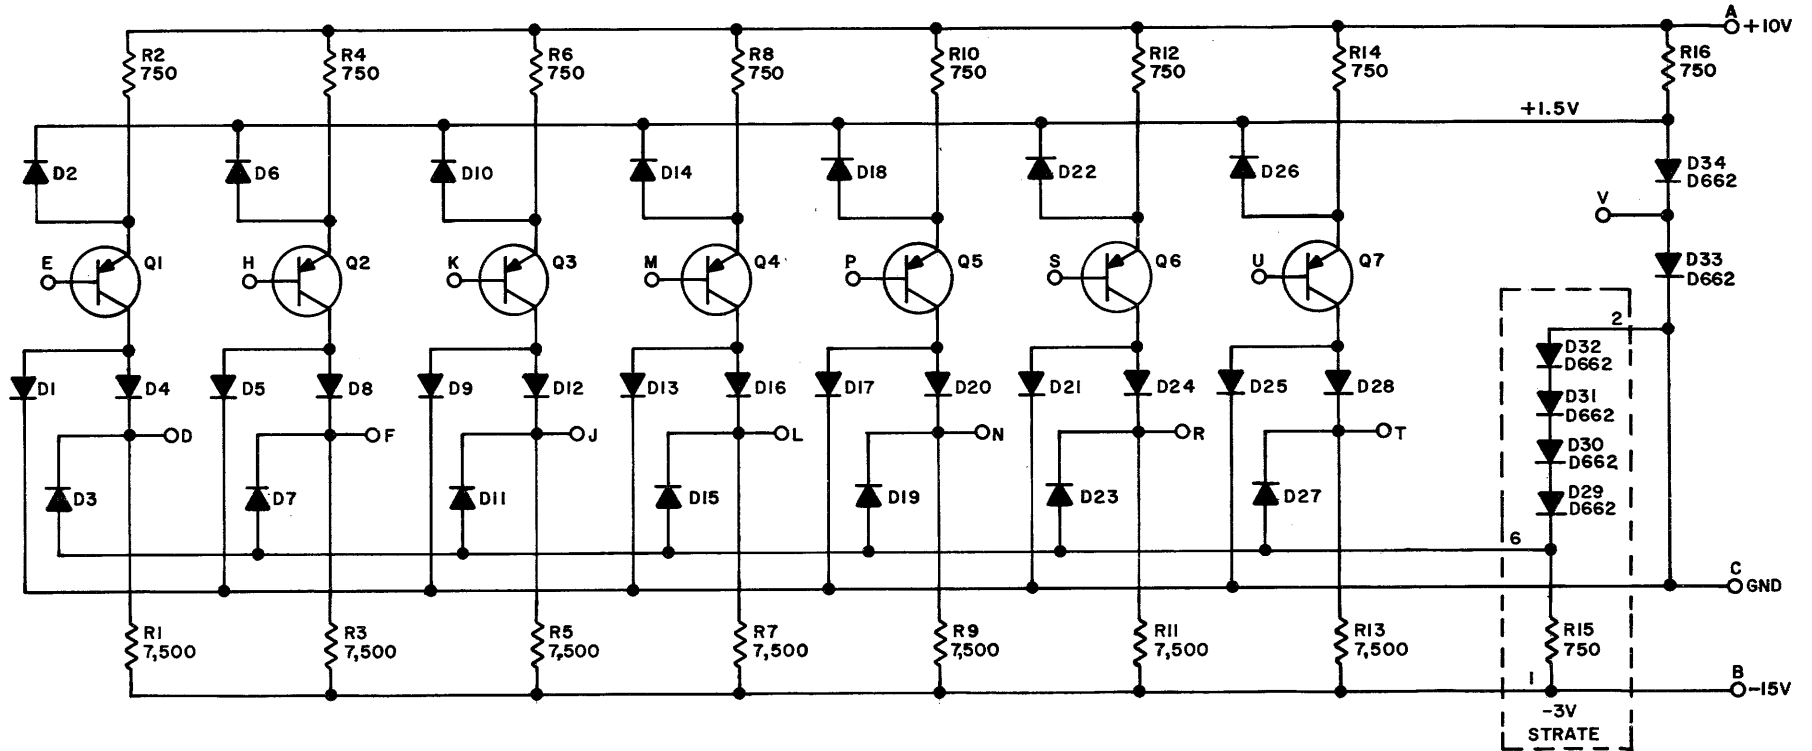 A
+10V
R2
750
R4
750
R6
750
R8
750
R10
750
R12
750
R14
750
R16
750
+1.5V
D2
D6
D10
D14
D18
D22
D26
D34
D662
V
E
Q1
H
Q2
K
Q3
M
Q4
P
Q5
S
Q6
U
Q7
D33
D662
2
D32
D662
D1
D4
D5
D8
D9
D12
D13
D16
D17
D20
D21
D24
D25
D28
D31
D662
D
F
J
L
N
R
T
D30
D662
D3
D7
D11
D15
D19
D23
D27
D29
D662
6
C
GND
R1
7,500
R3
7,500
R5
7,500
R7
7,500
R9
7,500
R11
7,500
R13
7,500
R15
750
1
B
-15V
-3V
STRATE